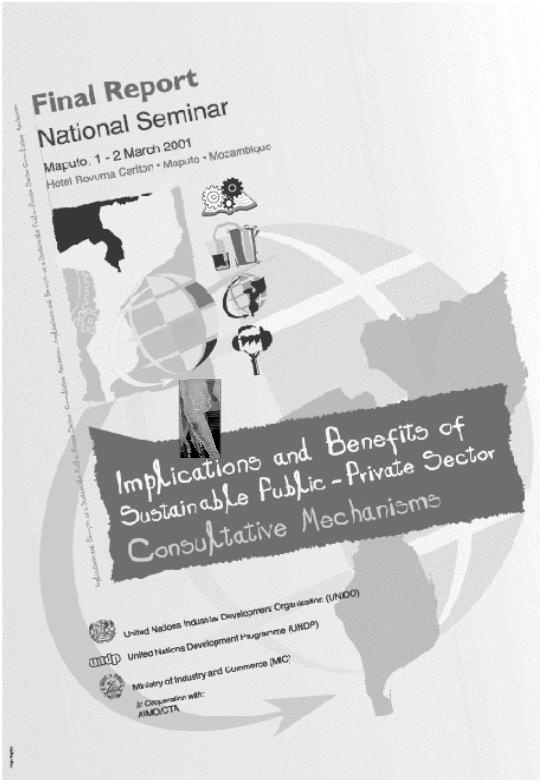 Final Report
National Seminar
Maputo, 1 - 2 March 2001
Hotel Rovuma Carlton • Maputo • Mozambique
Implications and Benefits of
Sustainable Public - Private Sector
Consultative Mechanisms
United Nations Industrial Development Organization (UNIDO)
undp United Nations Development Programme (UNDP)
Ministry of Industry and Commerce (MIC)
In Cooperation with:
AIMO/CTA